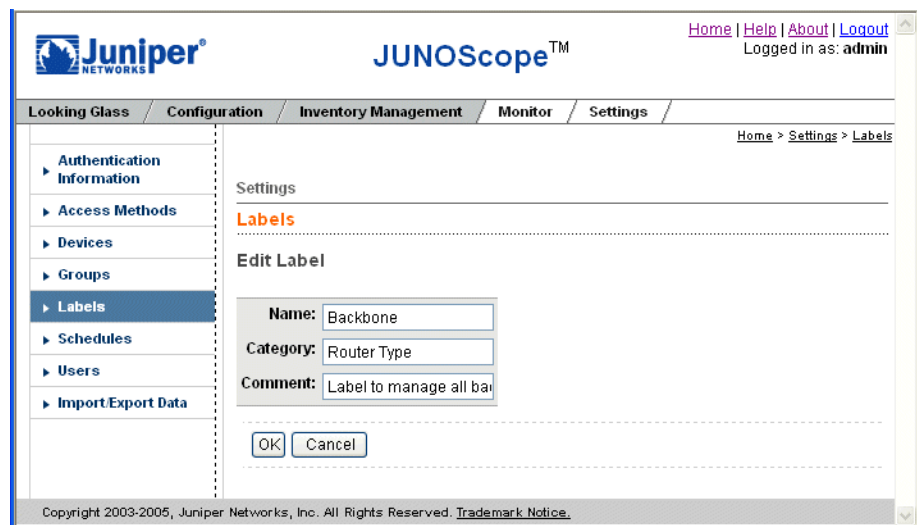 Juniper®
NETWORKS
JUNOScope™
Home | Help | About | Logout
Logged in as: admin
Looking Glass / Configuration / Inventory Management / Monitor / Settings /
Home > Settings > Labels
Authentication
Information
Access Methods
Devices
Groups
Labels
Schedules
Users
Import/Export Data
Settings
Labels
Edit Label
Name: Backbone
Category: Router Type
Comment: Label to manage all
OK Cancel
Copyright 2003-2005, Juniper Networks, Inc. All Rights Reserved. Trademark Notice.